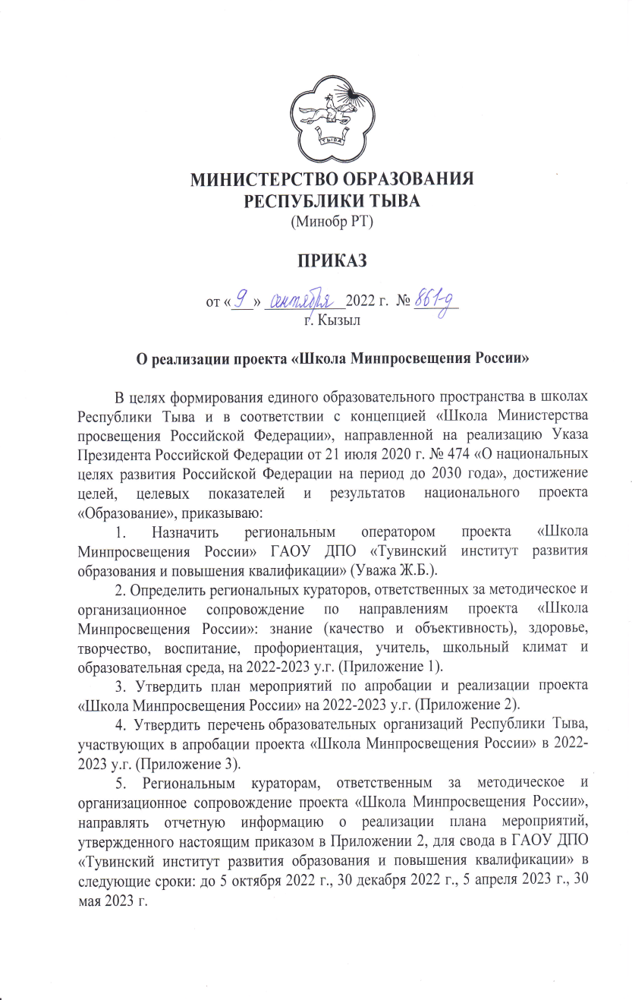 ТЫВА
МИНИСТЕРСТВО ОБРАЗОВАНИЯ
РЕСПУБЛИКИ ТЫВА
(Минобр РТ)
ПРИКАЗ
от «9» сентября 2022 г. № 861-д
г. Кызыл
О реализации проекта «Школа Минпросвещения России»
В целях формирования единого образовательного пространства в школах
Республики Тыва и в соответствии с концепцией «Школа Министерства
просвещения Российской Федерации», направленной на реализацию Указа
Президента Российской Федерации от 21 июля 2020 г. № 474 «О национальных
целях развития Российской Федерации на период до 2030 года», достижение
целей, целевых показателей и результатов национального проекта
«Образование», приказываю:
1. Назначить региональным оператором проекта «Школа
Минпросвещения России» ГАОУ ДПО «Тувинский институт развития
образования и повышения квалификации» (Уважа Ж.Б.).
2. Определить региональных кураторов, ответственных за методическое и
организационное сопровождение по направлениям проекта «Школа
Минпросвещения России»: знание (качество и объективность), здоровье,
творчество, воспитание, профориентация, учитель, школьный климат и
образовательная среда, на 2022-2023 у.г. (Приложение 1).
3. Утвердить план мероприятий по апробации и реализации проекта
«Школа Минпросвещения России» на 2022-2023 у.г. (Приложение 2).
4. Утвердить перечень образовательных организаций Республики Тыва,
участвующих в апробации проекта «Школа Минпросвещения России» в 2022-
2023 у.г. (Приложение 3).
5. Региональным кураторам, ответственным за методическое и
организационное сопровождение проекта «Школа Минпросвещения России»,
направлять отчетную информацию о реализации плана мероприятий,
утвержденного настоящим приказом в Приложении 2, для свода в ГАОУ ДПО
«Тувинский институт развития образования и повышения квалификации» в
следующие сроки: до 5 октября 2022 г., 30 декабря 2022 г., 5 апреля 2023 г., 30
мая 2023 г.